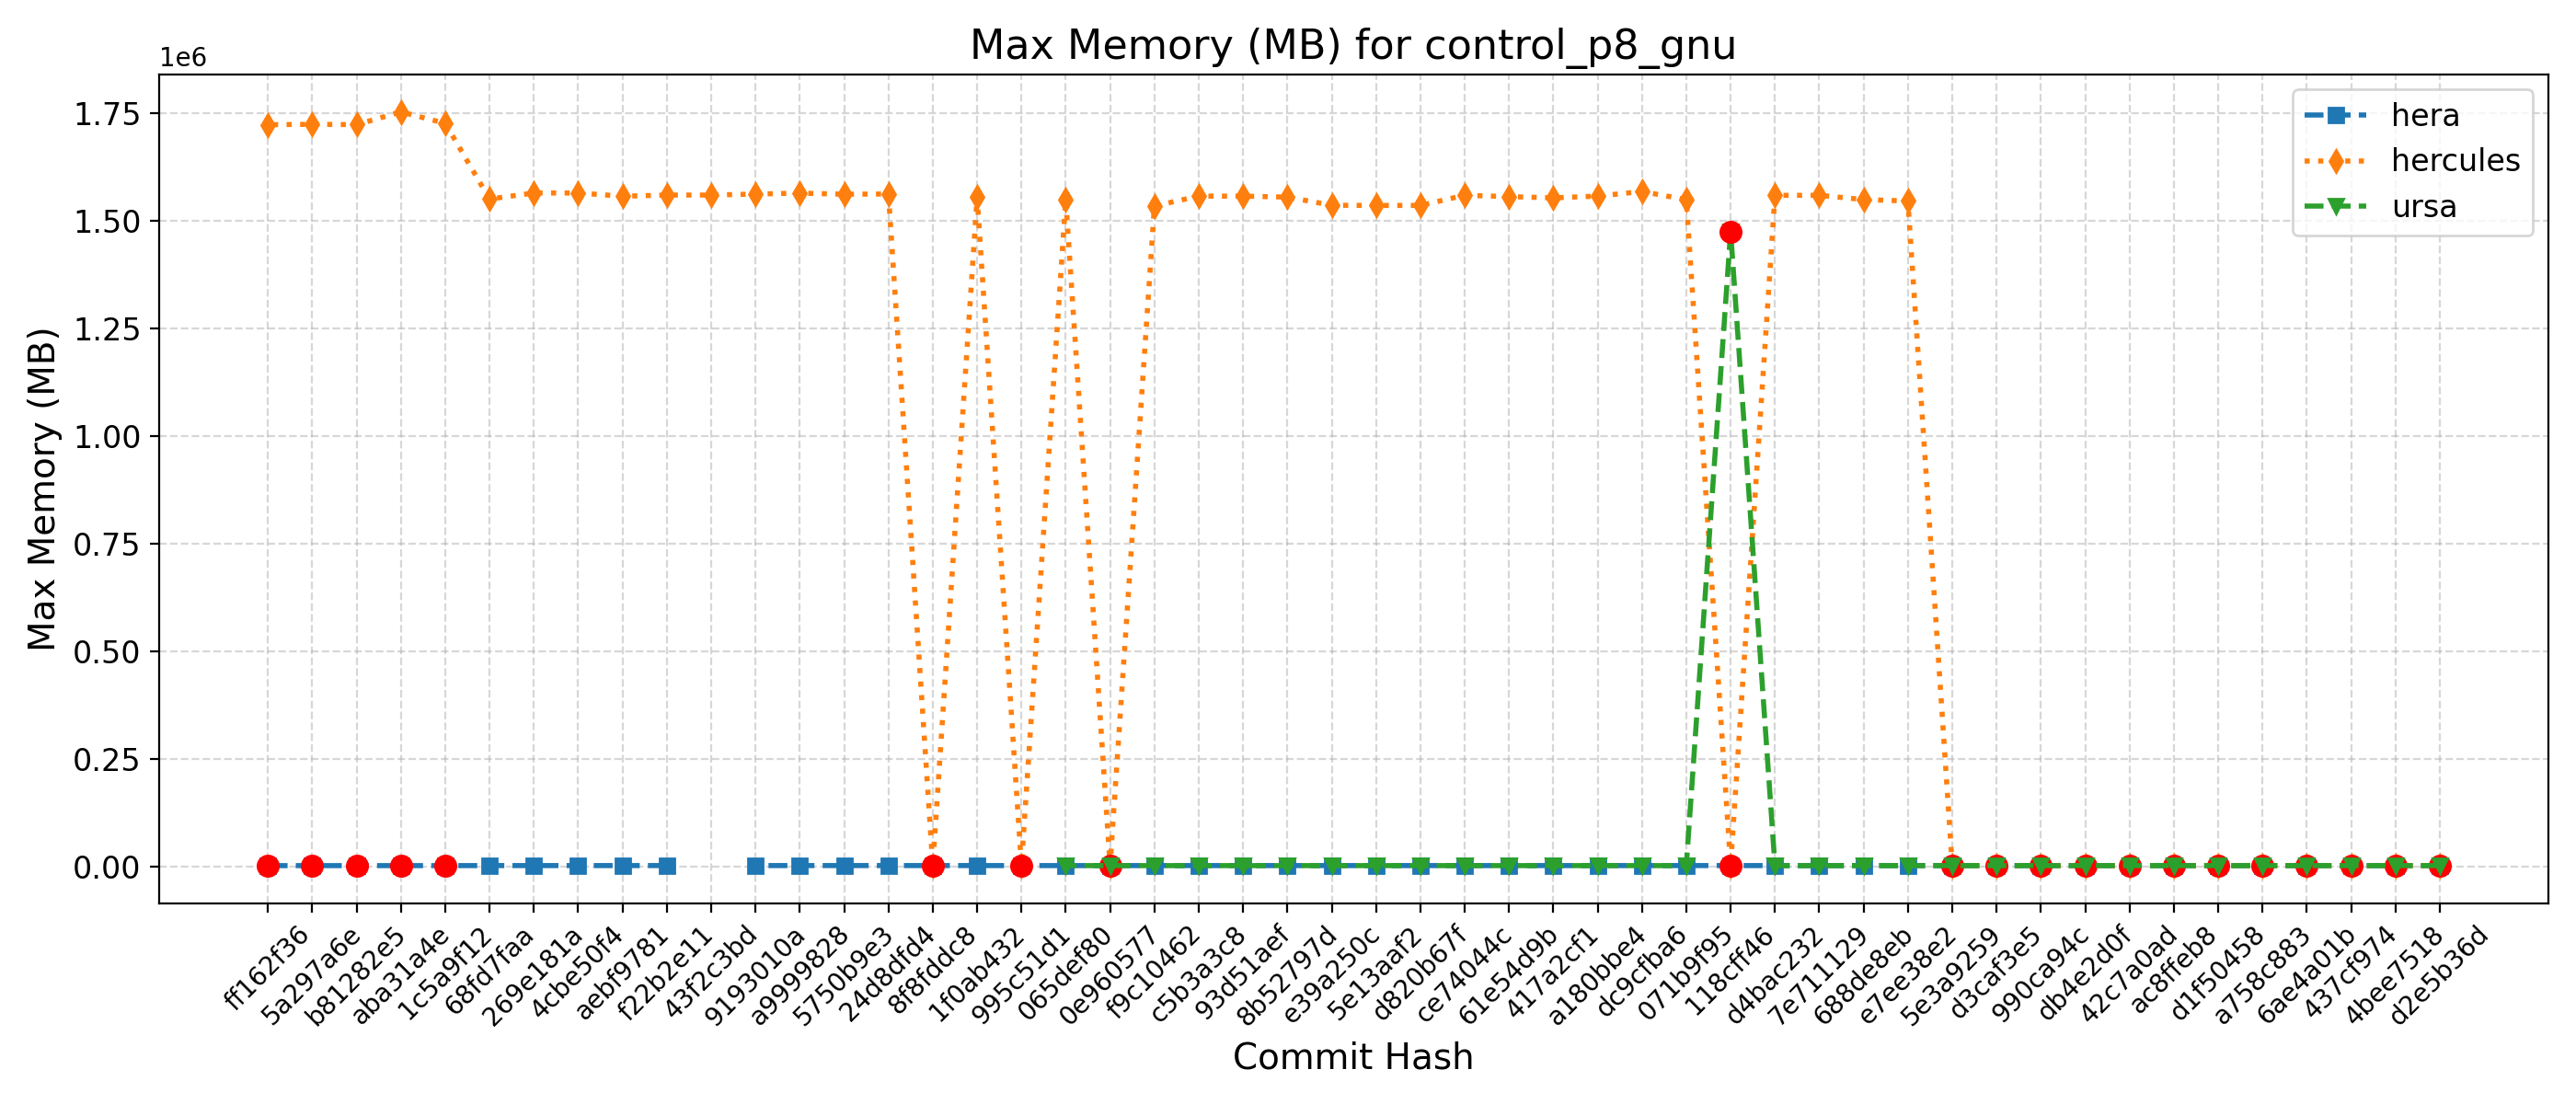 Max Memory (MB) for control_p8_gnu
1e6
1.75
1.50
1.25
1.00
0.75
0.50
0.25
0.00
Max Memory (MB)
hera
hercules
ursa
ff162f36
5a297a6e
b81282e5
aba31a4e
1c5a9f12
68fd7faa
269e181a
4cbe50f4
aebf9781
f22b2e11
43f2c3bd
9193010a
a9999828
5750b9e3
24d8dfd4
8f8fddc8
1f0ab432
995c51d1
065def80
0e960577
f9c10462
c5b3a3c8
93d51aef
8b52797d
e39a250c
5e13aaf2
d820b67f
ce74044c
61e54d9b
417a2cf1
a180bbe4
dc9cfba6
071b9f95
118cff46
d4bac232
7e711129
688de8eb
e7ee38e2
5e3a9259
d3caf3e5
990ca94c
db4e2d0f
42c7a0ad
ac8ffeb8
d1f50458
a758c883
6ae4a01b
437cf974
4bee7518
d2e5b36d
Commit Hash